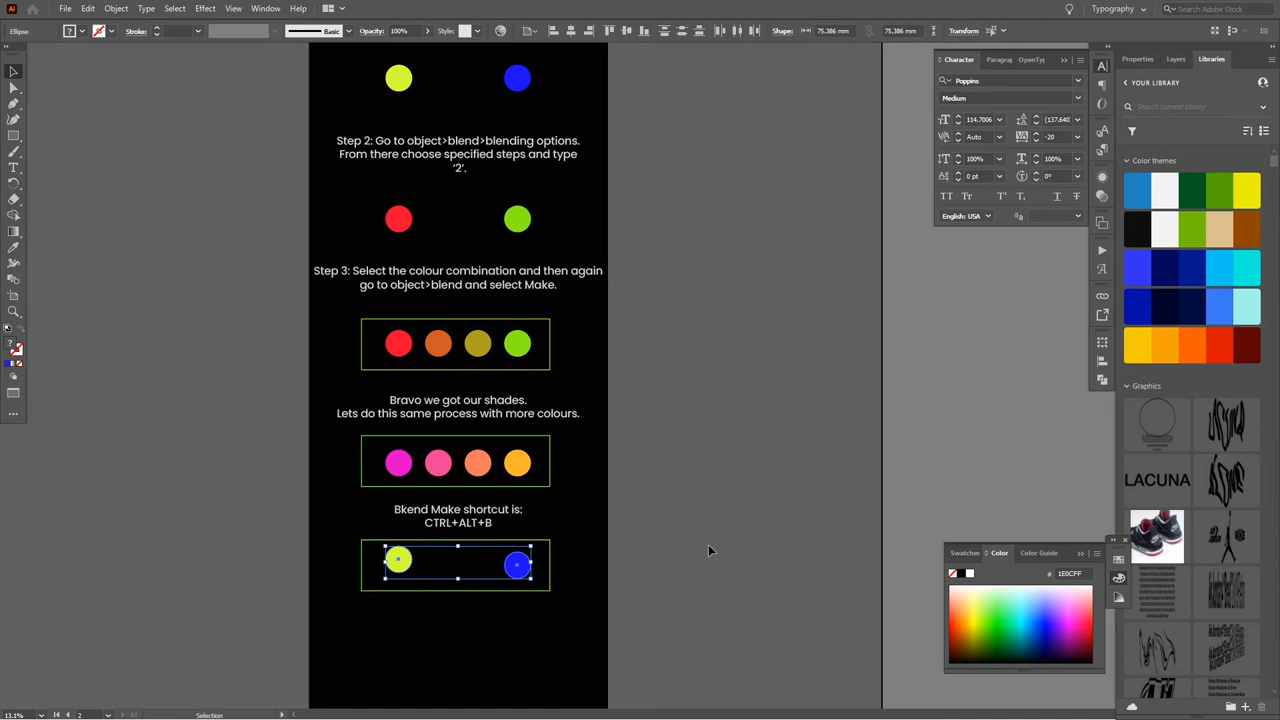 Ai File Edit Object Type Select Effect View Window Help Typography Search Adobe Stock
Ellipse ? Stroke: Basic Opacity: 100% Style: Shape: 75.386 mm 75.386 mm Transform
Step 2: Go to object>blend>blending options.
From there choose specified steps and type
'2'.
Step 3: Select the colour combination and then again
go to object>blend and select Make.
Bravo we got our shades.
Lets do this same process with more colours.
Bkend Make shortcut is:
CTRL+ALT+B
Character Paragra OpenTyp
Poppins
Medium
114.7006 (137.640)
Auto -20
100% 100%
0 pt 0°
English: USA
Properties Layers Libraries
YOUR LIBRARY
Search current library
Color themes
Graphics
LACUNA
Swatches Color Color Guide
# 1E0CFF
13.1% 2 Selection